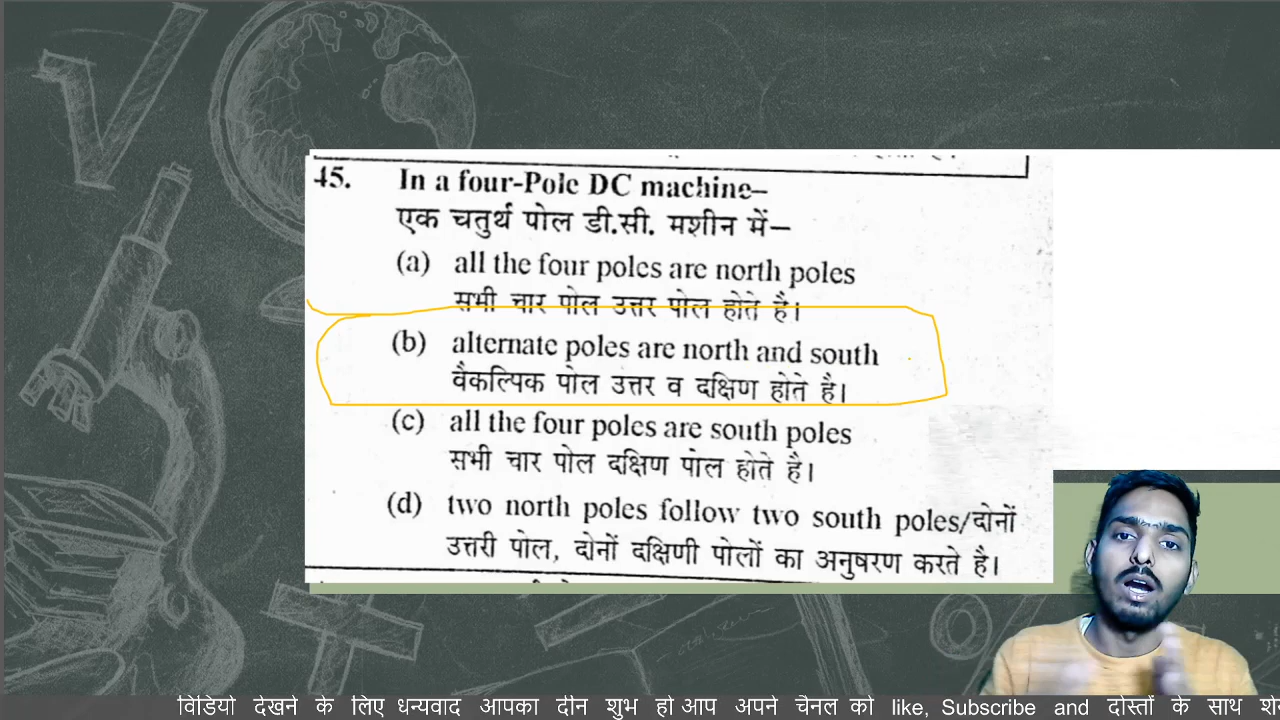 45. In a four-Pole DC machine–
एक चतुर्थ पोल डी.सी. मशीन में–
(a) all the four poles are north poles
सभी चार पोल उत्तर पोल होते है।
(b) alternate poles are north and south
वैकल्पिक पोल उत्तर व दक्षिण होते है।
(c) all the four poles are south poles
सभी चार पोल दक्षिण पोल होते है।
(d) two north poles follow two south poles/दोनों
उत्तरी पोल, दोनों दक्षिणी पोलों का अनुषरण करते है।
विडियो देखने के लिए धन्यवाद आपका दीन शुभ हो आप अपने चैनल को like, Subscribe and दोस्तों के साथ